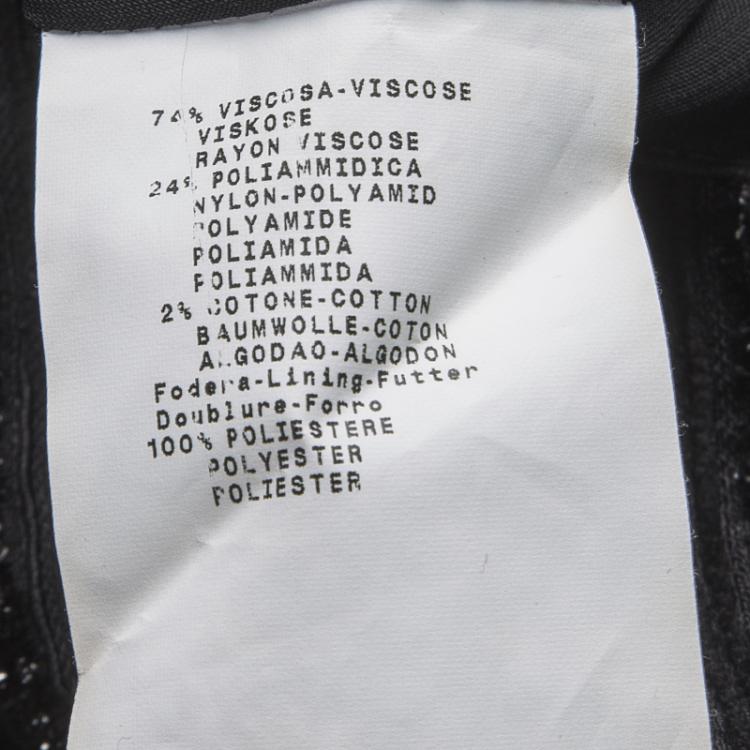 74% VISCOSA-VISCOSE
VISKOSE
RAYON VISCOSE
24% POLIAMMIDICA
NYLON-POLYAMID
POLYAMIDE
POLIAMIDA
POLIAMMIDA
2% COTONE-COTTON
BAUMWOLLE-COTON
ALGODAO-ALGODON
Fodera-Lining-Futter
Doublure-Forro
100% POLIESTERE
POLYESTER
POLIESTER